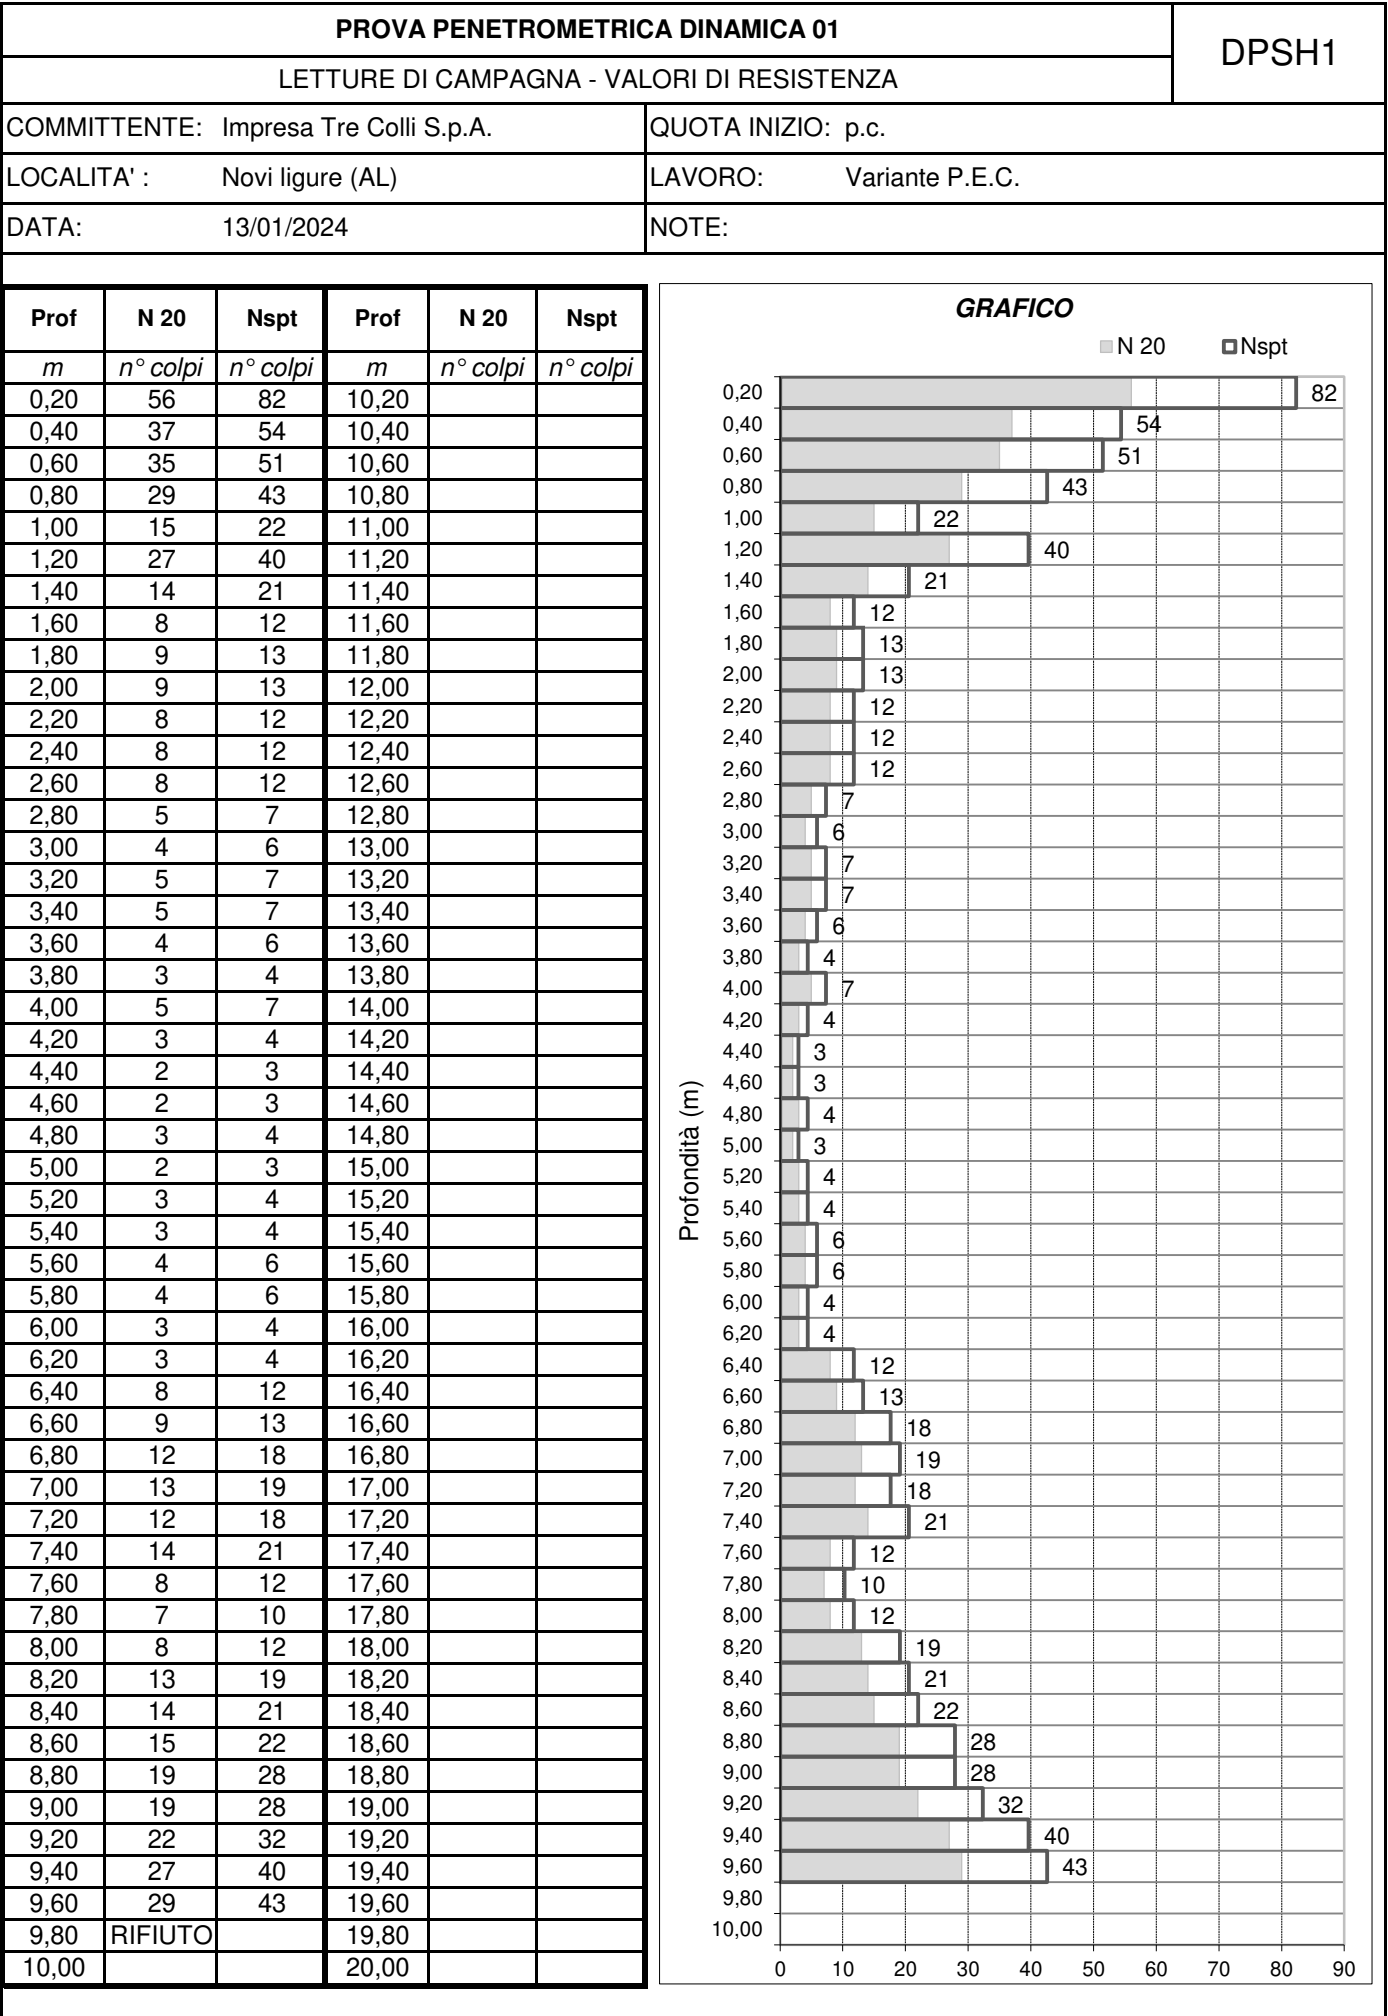 PROVA PENETROMETRICA DINAMICA 01
DPSH1
LETTURE DI CAMPAGNA - VALORI DI RESISTENZA
COMMITTENTE: Impresa Tre Colli S.p.A. QUOTA INIZIO: p.c.
LOCALITA' : Novi ligure (AL) LAVORO: Variante P.E.C.
DATA: 13/01/2024 NOTE:
Prof N 20 Nspt Prof N 20 Nspt
m n° colpi n° colpi m n° colpi n° colpi
0,20 56 82 10,20
0,40 37 54 10,40
0,60 35 51 10,60
0,80 29 43 10,80
1,00 15 22 11,00
1,20 27 40 11,20
1,40 14 21 11,40
1,60 8 12 11,60
1,80 9 13 11,80
2,00 9 13 12,00
2,20 8 12 12,20
2,40 8 12 12,40
2,60 8 12 12,60
2,80 5 7 12,80
3,00 4 6 13,00
3,20 5 7 13,20
3,40 5 7 13,40
3,60 4 6 13,60
3,80 3 4 13,80
4,00 5 7 14,00
4,20 3 4 14,20
4,40 2 3 14,40
4,60 2 3 14,60
4,80 3 4 14,80
5,00 2 3 15,00
5,20 3 4 15,20
5,40 3 4 15,40
5,60 4 6 15,60
5,80 4 6 15,80
6,00 3 4 16,00
6,20 3 4 16,20
6,40 8 12 16,40
6,60 9 13 16,60
6,80 12 18 16,80
7,00 13 19 17,00
7,20 12 18 17,20
7,40 14 21 17,40
7,60 8 12 17,60
7,80 7 10 17,80
8,00 8 12 18,00
8,20 13 19 18,20
8,40 14 21 18,40
8,60 15 22 18,60
8,80 19 28 18,80
9,00 19 28 19,00
9,20 22 32 19,20
9,40 27 40 19,40
9,60 29 43 19,60
9,80 RIFIUTO 19,80
10,00 20,00
GRAFICO
N 20 Nspt
Profondità (m)
0,20 82
0,40 54
0,60 51
0,80 43
1,00 22
1,20 40
1,40 21
1,60 12
1,80 13
2,00 13
2,20 12
2,40 12
2,60 12
2,80 7
3,00 6
3,20 7
3,40 7
3,60 6
3,80 4
4,00 7
4,20 4
4,40 3
4,60 3
4,80 4
5,00 3
5,20 4
5,40 4
5,60 6
5,80 6
6,00 4
6,20 4
6,40 12
6,60 13
6,80 18
7,00 19
7,20 18
7,40 21
7,60 12
7,80 10
8,00 12
8,20 19
8,40 21
8,60 22
8,80 28
9,00 28
9,20 32
9,40 40
9,60 43
9,80
10,00
0 10 20 30 40 50 60 70 80 90